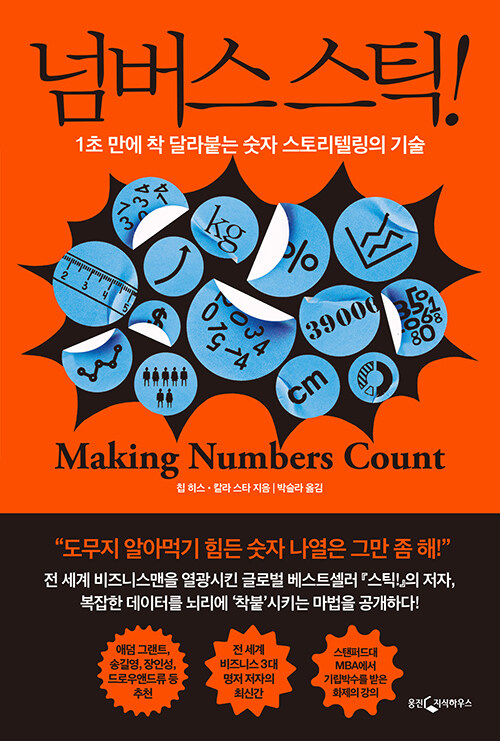 넘버스 스틱!
1초 만에 착 달라붙는 숫자 스토리텔링의 기술
kg
%
1 2 3 4 5
$
39000
cm
Making Numbers Count
칩 히스 • 칼라 스타 지음 | 박슬라 옮김
“도무지 알아먹기 힘든 숫자 나열은 그만 좀 해!”
전 세계 비즈니스맨을 열광시킨 글로벌 베스트셀러 『스틱!』의 저자,
복잡한 데이터를 뇌리에 ‘착붙’시키는 마법을 공개하다!
애덤 그랜트,
송길영, 장인성,
드로우앤드류 등
추천
전 세계
비즈니스 3대
명저 저자의
최신간
스탠퍼드대
MBA에서
기립박수를 받은
화제의 강의
웅진 지식하우스